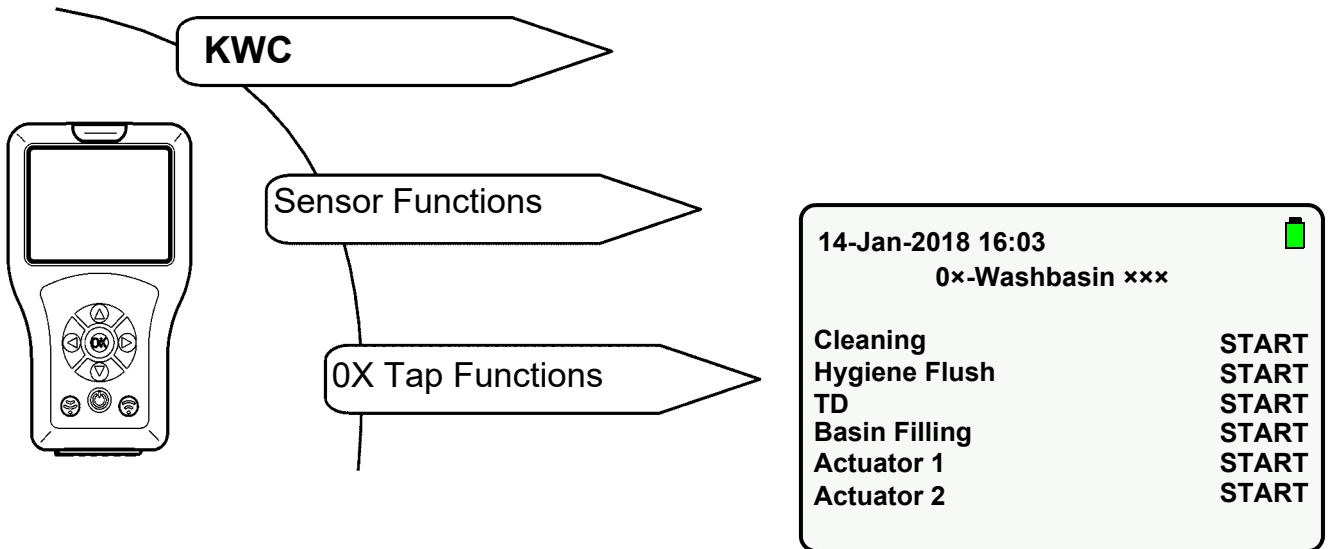 KWC
Sensor Functions
0X Tap Functions
OK
14-Jan-2018 16:03
0×-Washbasin ×××
Cleaning START
Hygiene Flush START
TD START
Basin Filling START
Actuator 1 START
Actuator 2 START